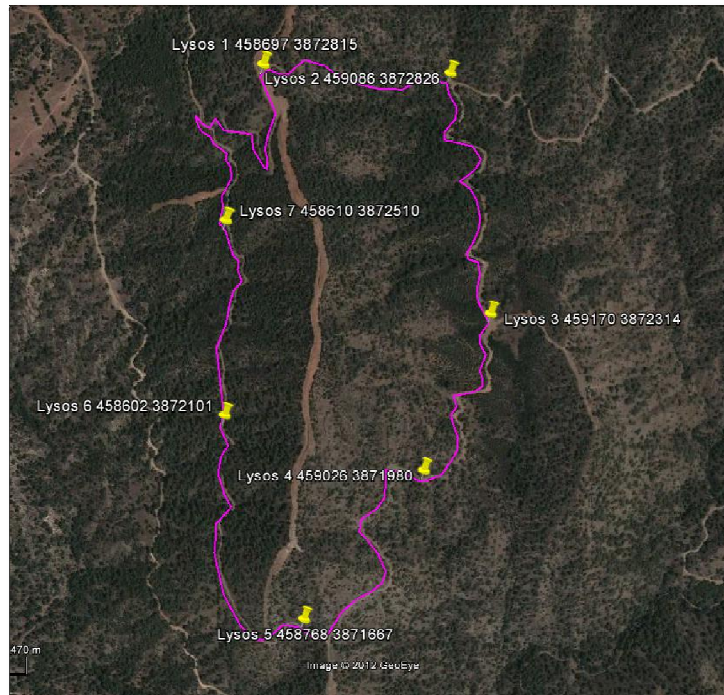 Lysos 1 458697 3872815
Lysos 2 459086 3872826
Lysos 7 458610 3872510
Lysos 3 459170 3872314
Lysos 6 458602 3872101
Lysos 4 459026 3871980
Lysos 5 458768 3871667
470 m
Image © 2012 GeoEye